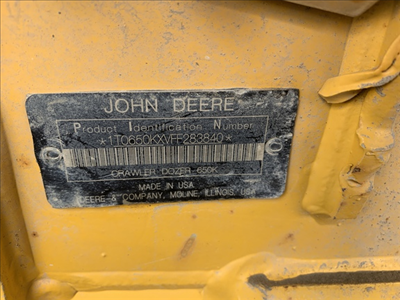 JOHN DEERE
Product Identification Number
*1T0650KXVFF283840*
CRAWLER DOZER 650K
MADE IN USA
DEERE & COMPANY, MOLINE ILLINOIS, USA